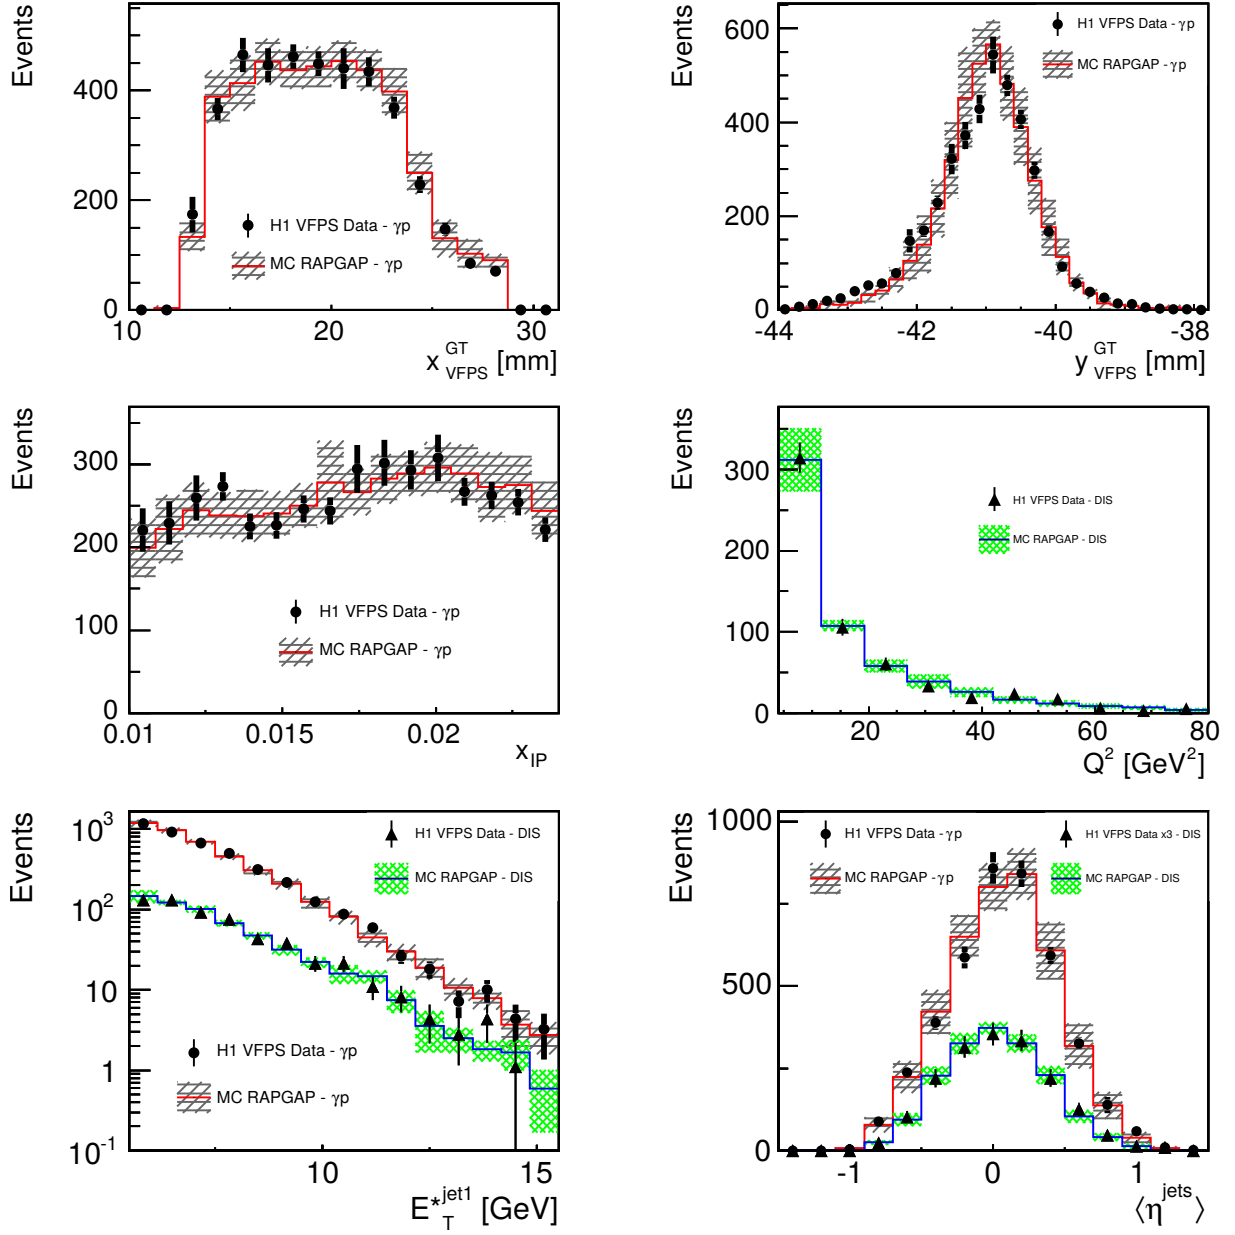 Events
400
200
0
10 20 30
x VFPS GT [mm]
H1 VFPS Data - γp
MC RAPGAP - γp
Events
600
400
200
0
-44 -42 -40 -38
y VFPS GT [mm]
H1 VFPS Data - γp
MC RAPGAP - γp
Events
300
200
100
0
0.01 0.015 0.02
x IP
H1 VFPS Data - γp
MC RAPGAP - γp
Events
300
200
100
0
20 40 60 80
Q² [GeV²]
H1 VFPS Data - DIS
MC RAPGAP - DIS
Events
10³
10²
10
1
10⁻¹
10 15
E*T jet1 [GeV]
H1 VFPS Data - DIS
MC RAPGAP - DIS
H1 VFPS Data - γp
MC RAPGAP - γp
Events
1000
500
0
-1 0 1
⟨η jets⟩
H1 VFPS Data - γp
MC RAPGAP - γp
H1 VFPS Data x3 - DIS
MC RAPGAP - DIS